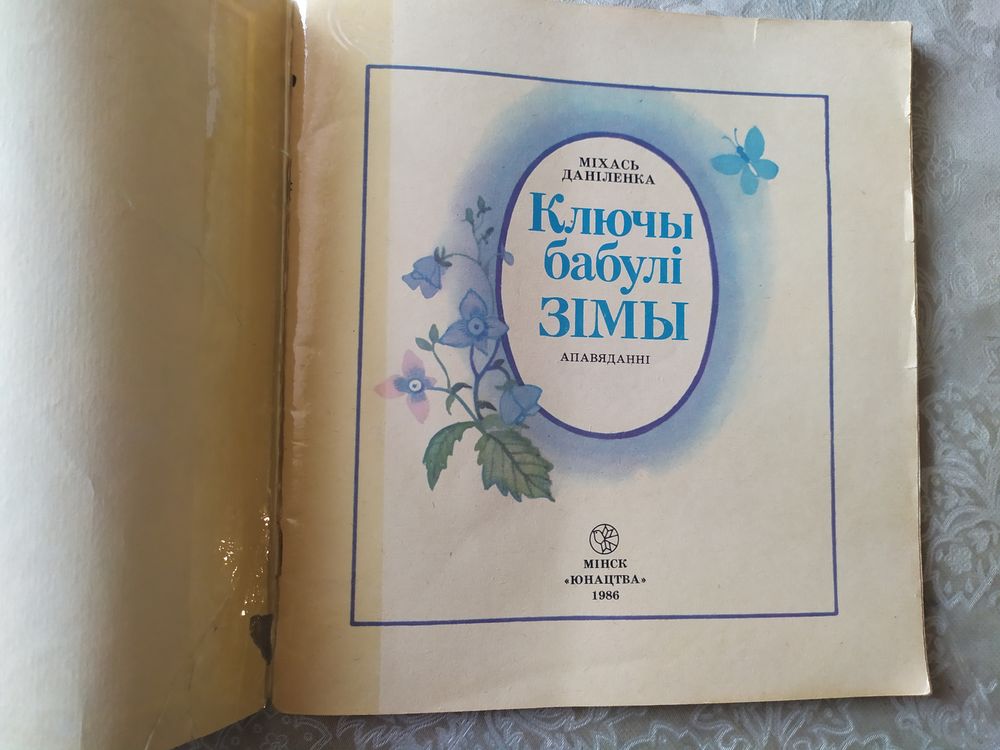 МІХАСЬ
ДАНІЛЕНКА
Ключы
бабулі
ЗІМЫ
АПАВЯДАННІ
МІНСК
«ЮНАЦТВА»
1986